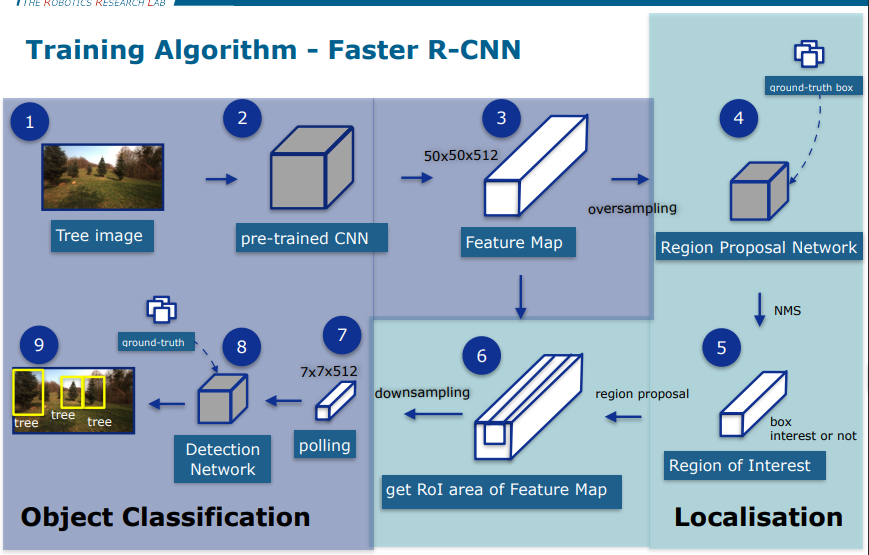 THE ROBOTICS RESEARCH LAB
Training Algorithm - Faster R-CNN
ground-truth box
1
2
3
4
50x50x512
oversampling
Tree image
pre-trained CNN
Feature Map
Region Proposal Network
NMS
ground-truth
9
8
7
6
5
7x7x512
downsampling
region proposal
tree
tree
tree
box
interest or not
Detection
Network
polling
get RoI area of Feature Map
Region of Interest
Object Classification
Localisation